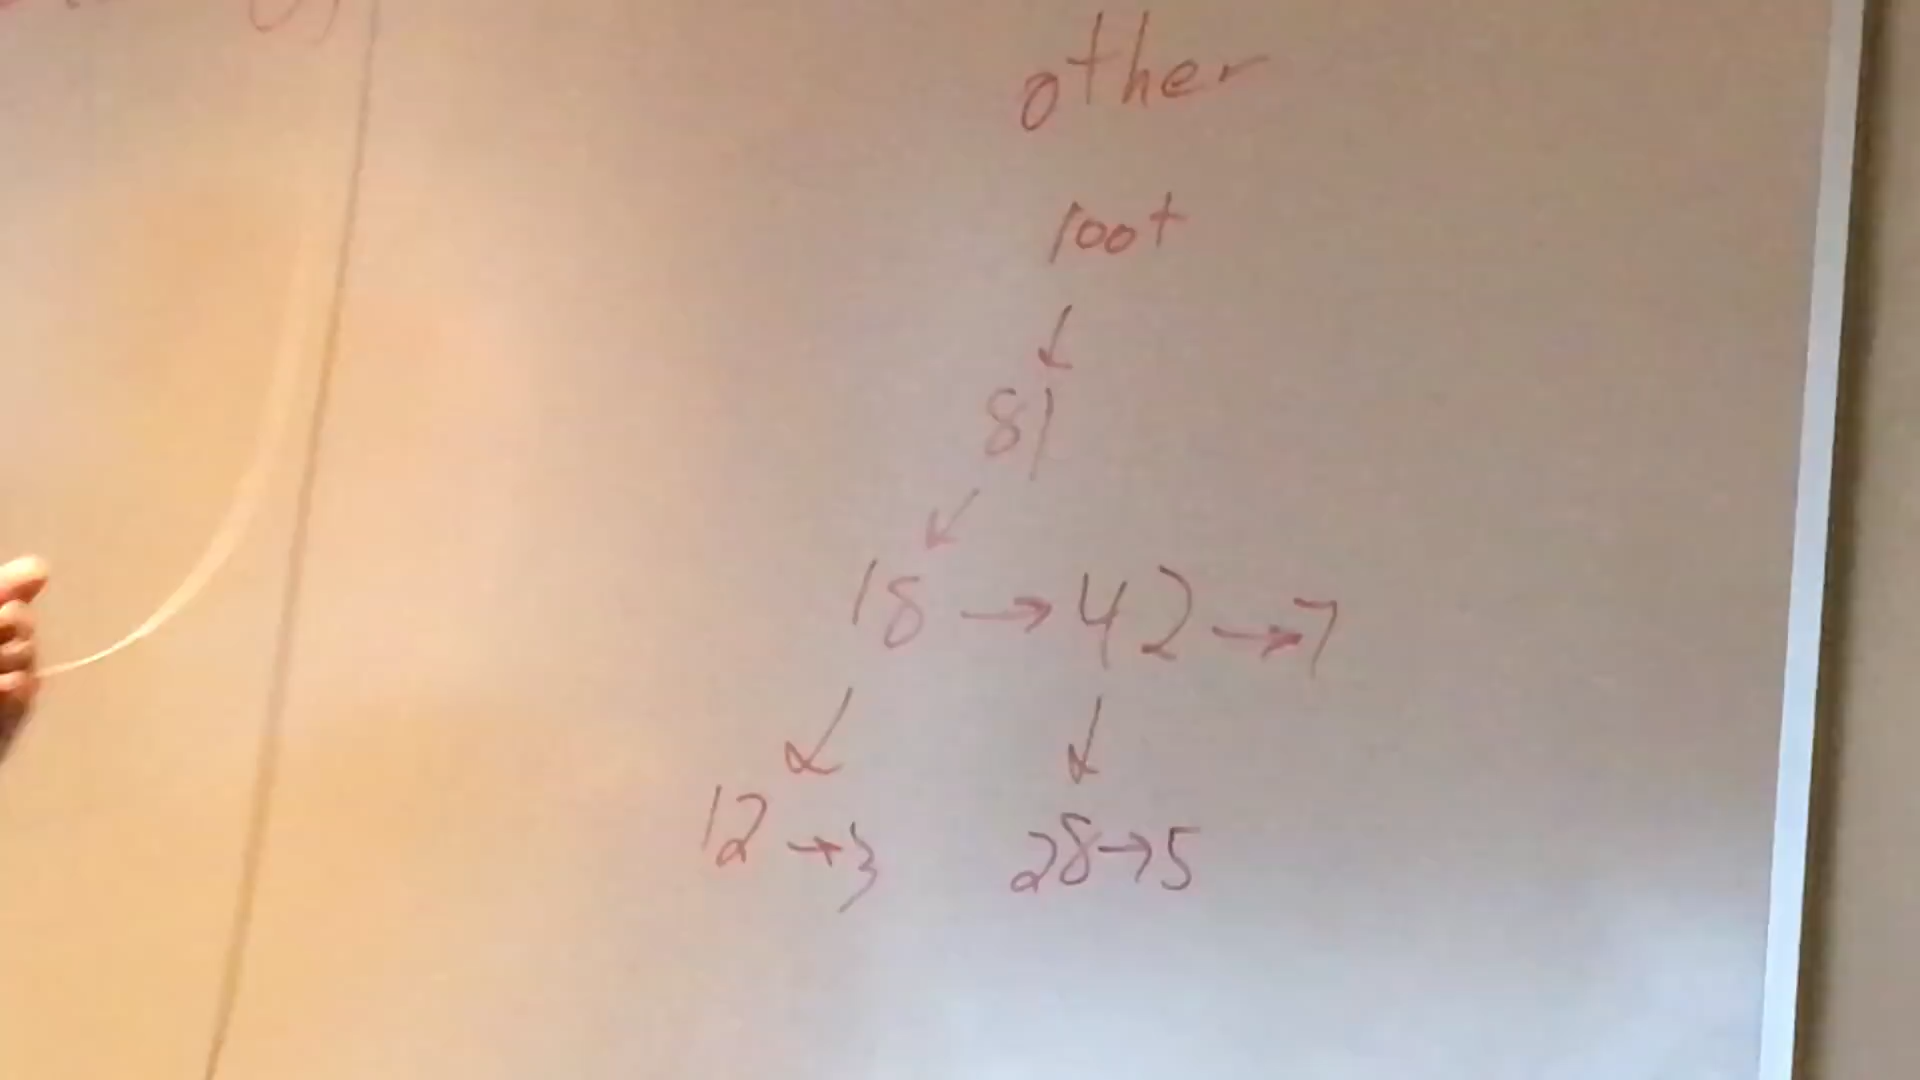 other
root
↓
81
↙
18 → 42 → 7
↙ ↓
12 → 3 28 → 5